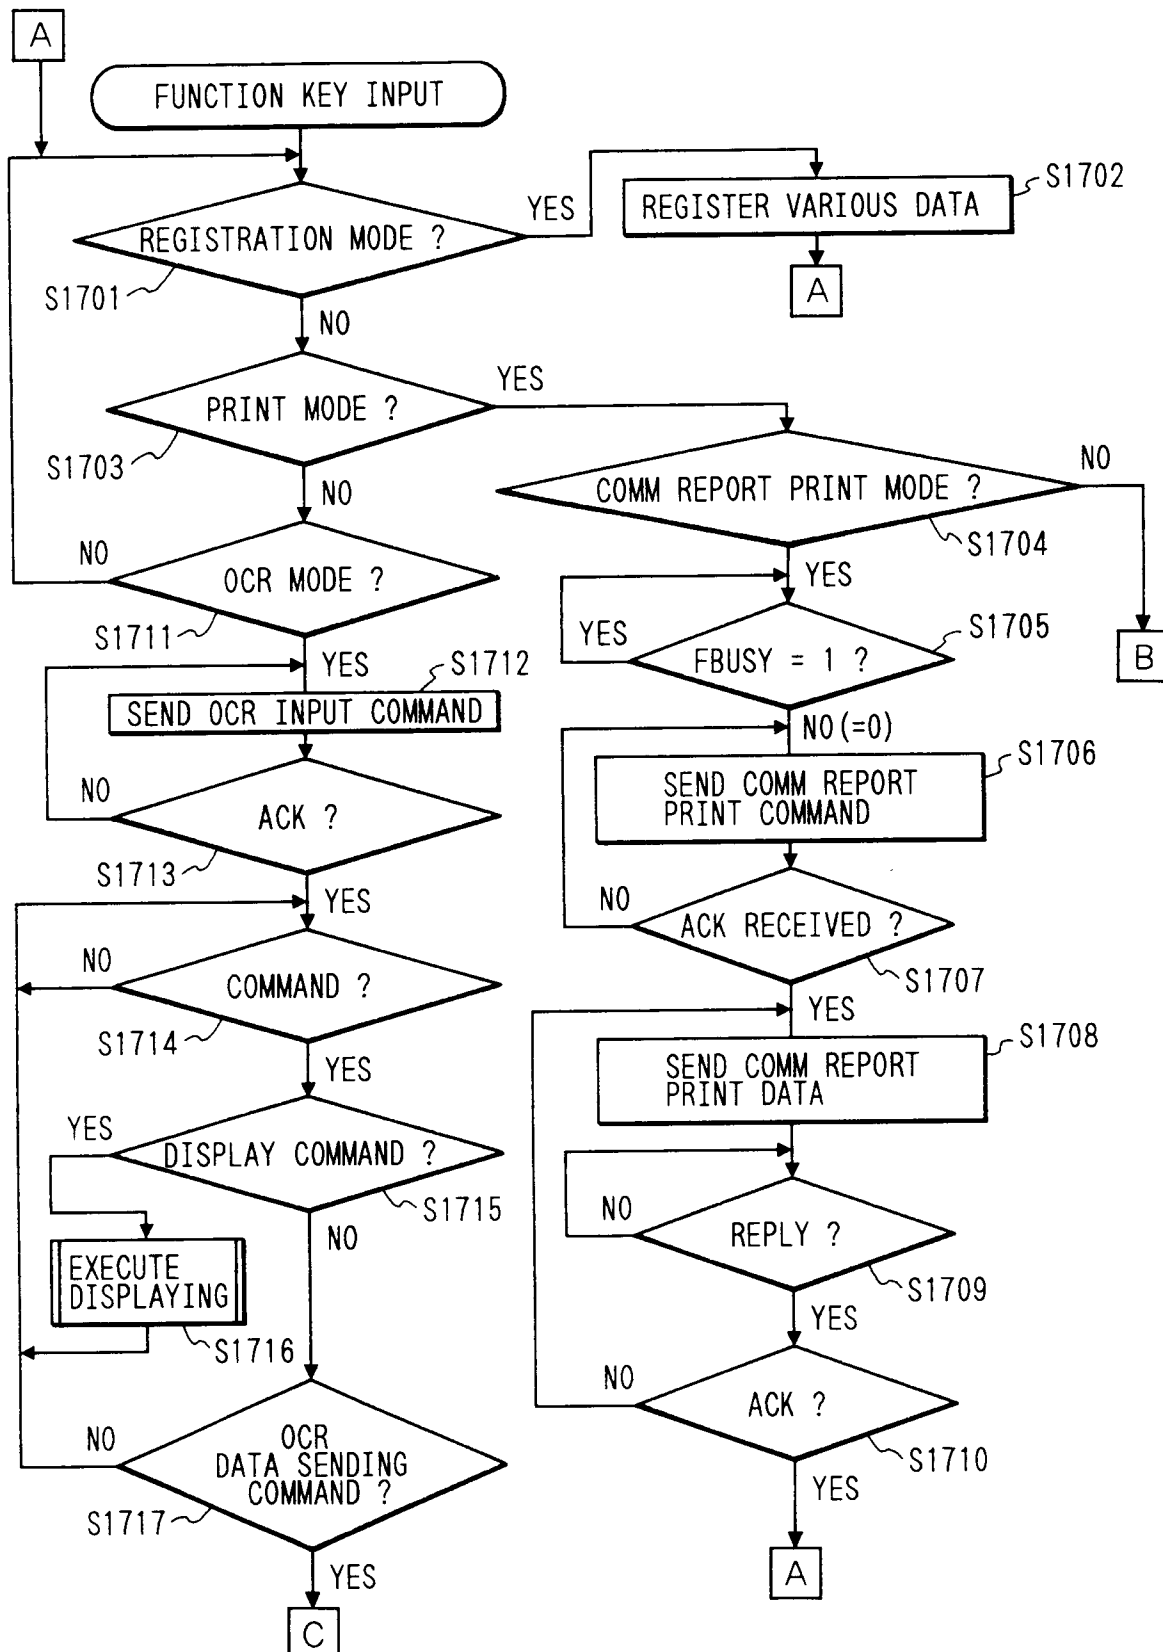 A
FUNCTION KEY INPUT
REGISTRATION MODE ?
YES
S1701
NO
REGISTER VARIOUS DATA
S1702
A
PRINT MODE ?
YES
S1703
NO
COMM REPORT PRINT MODE ?
NO
S1704
YES
B
OCR MODE ?
NO
S1711
YES
FBUSY = 1 ?
YES
S1705
NO(=0)
SEND OCR INPUT COMMAND
S1712
SEND COMM REPORT
PRINT COMMAND
S1706
ACK ?
NO
S1713
YES
ACK RECEIVED ?
NO
S1707
YES
COMMAND ?
NO
S1714
YES
SEND COMM REPORT
PRINT DATA
S1708
DISPLAY COMMAND ?
YES
S1715
NO
REPLY ?
NO
S1709
YES
EXECUTE
DISPLAYING
S1716
ACK ?
NO
S1710
YES
A
OCR
DATA SENDING
COMMAND ?
NO
S1717
YES
C